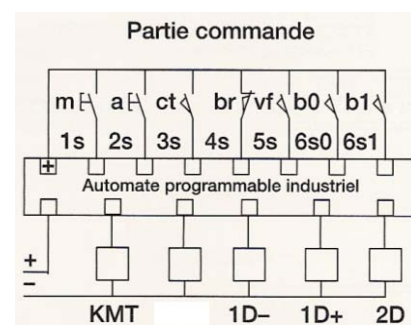 Partie commande
m a ct br vf b0 b1
1s 2s 3s 4s 5s 6s0 6s1
+
Automate programmable industriel
+
−
KMT 1D− 1D+ 2D